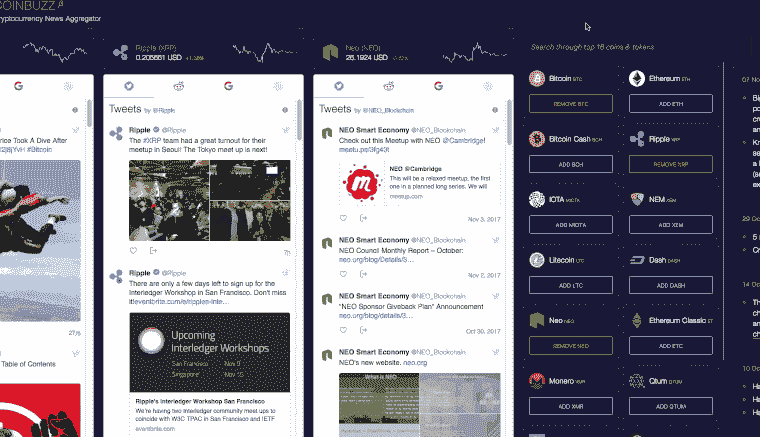 COINBUZZ β
ryptocurrency News Aggregator
Ripple (XRP)
0.205661 USD
Neo (NEO)
26.1924 USD
Search through top 16 coins & tokens
rice Took A Dive After
#Bitcoin
27/5
Table of Contents
Tweets by @Ripple
Ripple @Ripple
The #XRP team had a great turnout for their
meetup in Seoul! The Tokyo meet up is next!
Ripple @Ripple
There are only a few days left to sign up for the
Interledger Workshop in San Francisco. Don't miss
it!eventbrite.com/e/ripples-inte...
Upcoming
Interledger Workshops
San Francisco Nov 11
Singapore Nov 15
Ripple's Interledger Workshop San Francisco
We're having two interledger community meet ups to
coincide with W3C TPAC in San Francisco and IETF
eventbrite.com
Tweets by @NEO_Blockchain
NEO Smart Economy @NEO_Blockchain
Check out this Meetup with NEO @Cambridge!
NEO @Cambridge
This will be a relaxed meetup, the first
one in a planned long series. We will
meetup.com
Nov 3, 2017
NEO Smart Economy @NEO_Blockchain
NEO Council Monthly Report – October:
neo.org/blog/Details/3...
Nov 2, 2017
NEO Smart Economy @NEO_Blockchain
"NEO Sponsor Giveback Plan" Announcement
neo.org/blog/details/3...
Oct 30, 2017
NEO Smart Economy @NEO_Blockchain
NEO's new website. neo.org
What is NEO
Bitcoin BTC
REMOVE BTC
Ethereum ETH
ADD ETH
Bitcoin Cash BCH
ADD BCH
Ripple XRP
REMOVE XRP
IOTA MIOTA
ADD MIOTA
NEM XEM
ADD XEM
Litecoin LTC
ADD LTC
Dash DASH
ADD DASH
Neo NEO
REMOVE NEO
Ethereum Classic ET
ADD ETC
Monero XMR
ADD XMR
Qtum QTUM
ADD QTUM
07 No
29 Oc
14 Oc
10 Oc